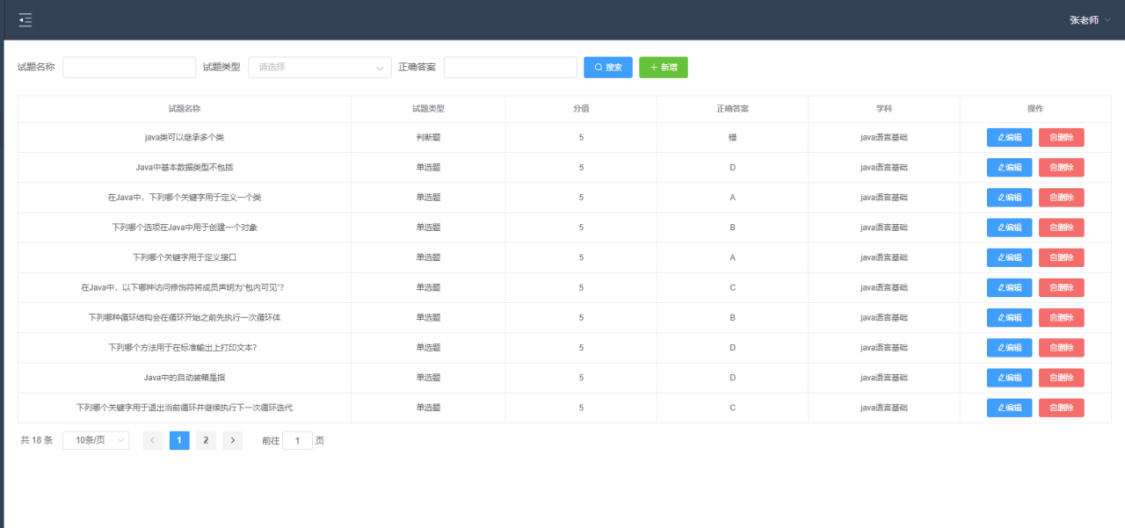 张老师
试题名称 试题类型 请选择 正确答案 搜索 新增
试题名称 试题类型 分值 正确答案 学科 操作
java类可以继承多个类 判断题 5 错 java语言基础 编辑 删除
Java中基本数据类型不包括 单选题 5 D java语言基础 编辑 删除
在Java中，下列哪个关键字用于定义一个类 单选题 5 A java语言基础 编辑 删除
下列哪个选项在Java中用于创建一个对象 单选题 5 B java语言基础 编辑 删除
下列哪个关键字用于定义接口 单选题 5 A java语言基础 编辑 删除
在Java中，以下哪种访问修饰符将成员声明为"包内可见"? 单选题 5 C java语言基础 编辑 删除
下列哪种循环结构会在循环开始之前先执行一次循环体 单选题 5 B java语言基础 编辑 删除
下列哪个方法用于在标准输出上打印文本? 单选题 5 D java语言基础 编辑 删除
Java中的自动装箱是指 单选题 5 D java语言基础 编辑 删除
下列哪个关键字用于退出当前循环并继续执行下一次循环迭代 单选题 5 C java语言基础 编辑 删除
共 18 条 10条/页 < 1 2 > 前往 1 页